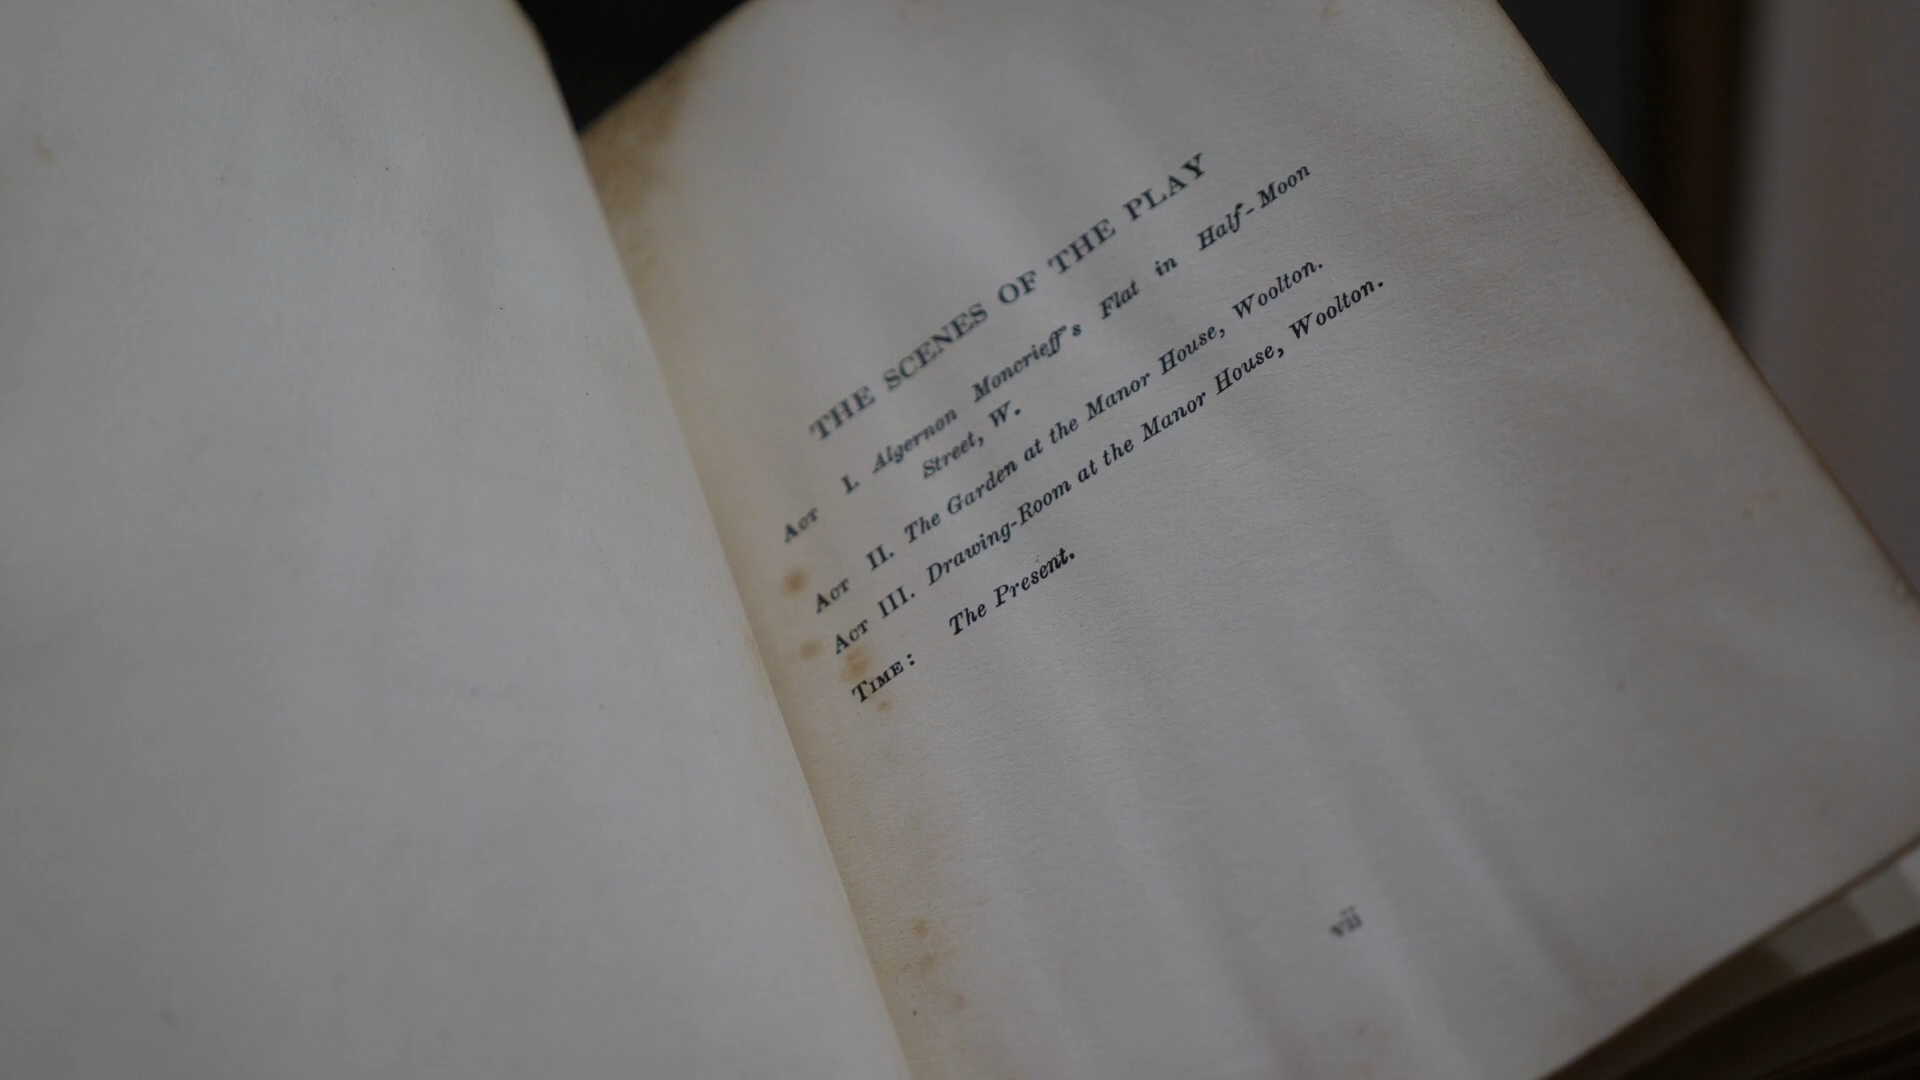 THE SCENES OF THE PLAY
Act I. Algernon Moncrieff's Flat in Half-Moon
Street, W.
Act II. The Garden at the Manor House, Woolton.
Act III. Drawing-Room at the Manor House, Woolton.
Time: The Present.
vii